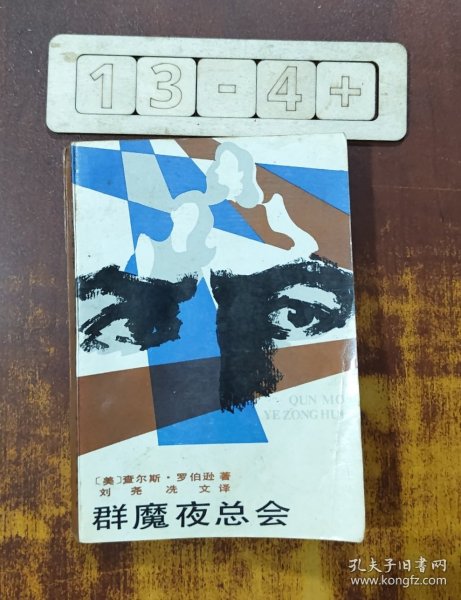 13-4+
QUN MO
YE ZONG HUI
〔美〕查尔斯·罗伯逊 著
刘尧 冼文 译
群魔夜总会
孔夫子旧书网
www.kongfz.com